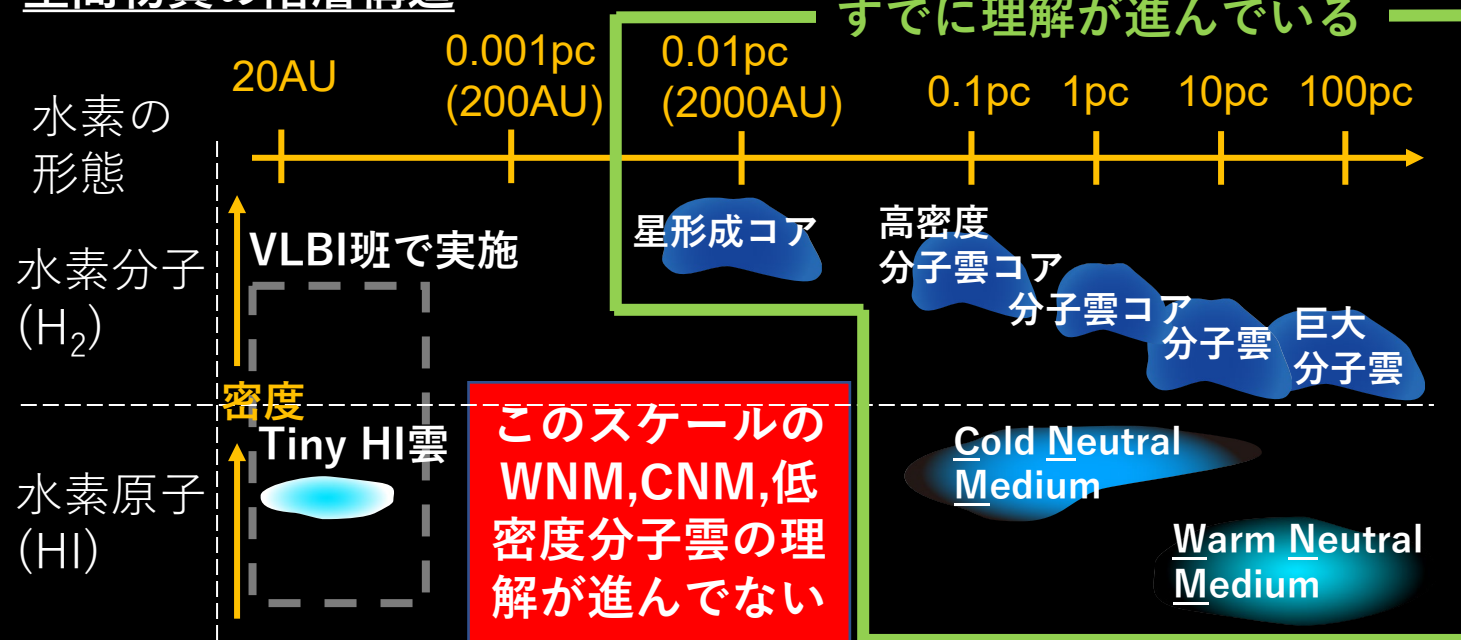 星間物質の階層構造
すでに理解が進んでいる
20AU
0.001pc
(200AU)
0.01pc
(2000AU)
0.1pc
1pc
10pc
100pc
水素の
形態
水素分子
(H₂)
VLBI班で実施
星形成コア
高密度
分子雲コア
分子雲コア
分子雲
巨大
分子雲
密度
水素原子
(HI)
Tiny HI雲
このスケールの
WNM,CNM,低
密度分子雲の理
解が進んでない
Cold Neutral
Medium
Warm Neutral
Medium